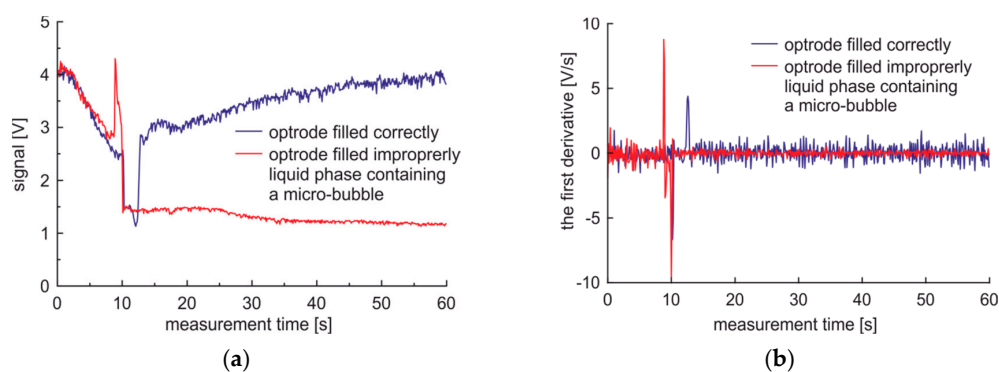 5
4
3
2
1
0
signal [V]
optrode filled correctly
optrode filled improprerly
liquid phase containing
a micro-bubble
0 10 20 30 40 50 60
measurement time [s]
(a)
10
5
0
-5
-10
the first derivative [V/s]
optrode filled correctly
optrode filled improprerly
liquid phase containing
a micro-bubble
0 10 20 30 40 50 60
measurement time [s]
(b)